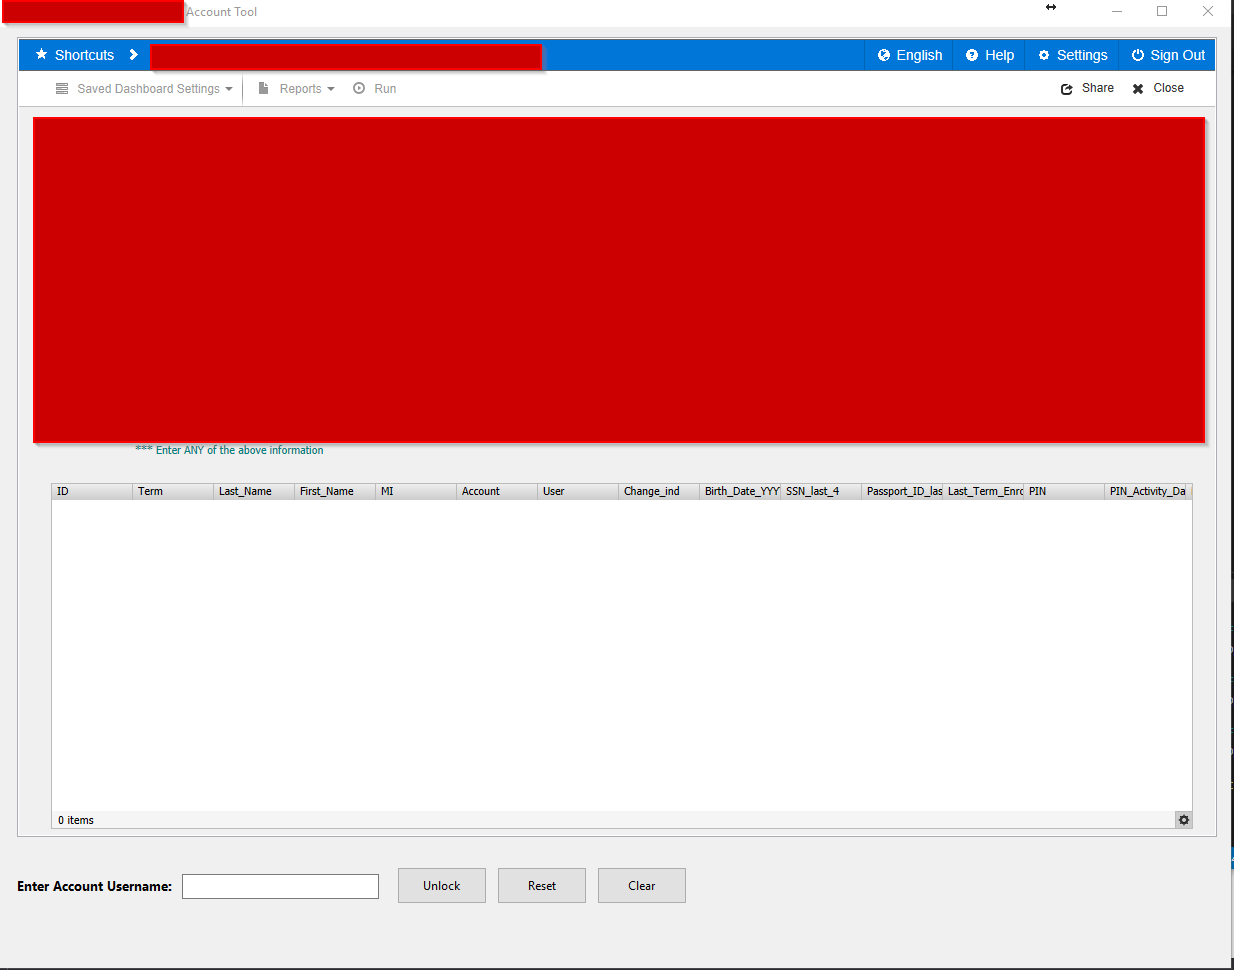 Account Tool
Shortcuts English Help Settings Sign Out
Saved Dashboard Settings Reports Run Share Close
*** Enter ANY of the above information
ID Term Last_Name First_Name MI Account User Change_ind Birth_Date_YYY SSN_last_4 Passport_ID_las Last_Term_Enro PIN PIN_Activity_Da
0 items
Enter Account Username: Unlock Reset Clear